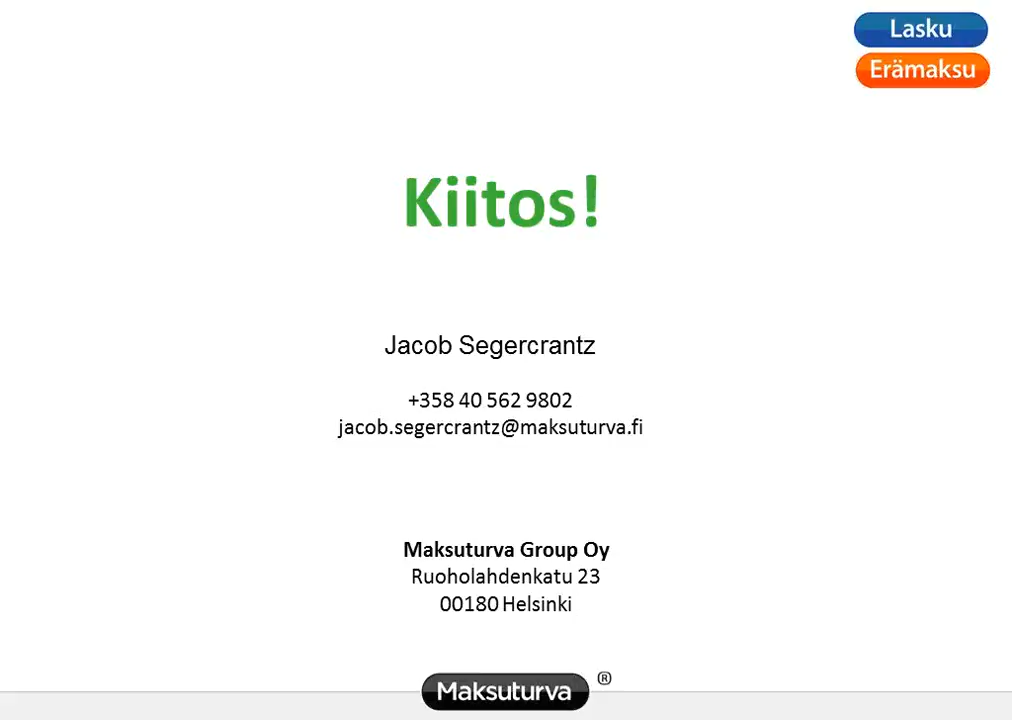 Lasku
Erämaksu
Kiitos!
Jacob Segercrantz
+358 40 562 9802
jacob.segercrantz@maksuturva.fi
Maksuturva Group Oy
Ruoholahdenkatu 23
00180 Helsinki
Maksuturva ®